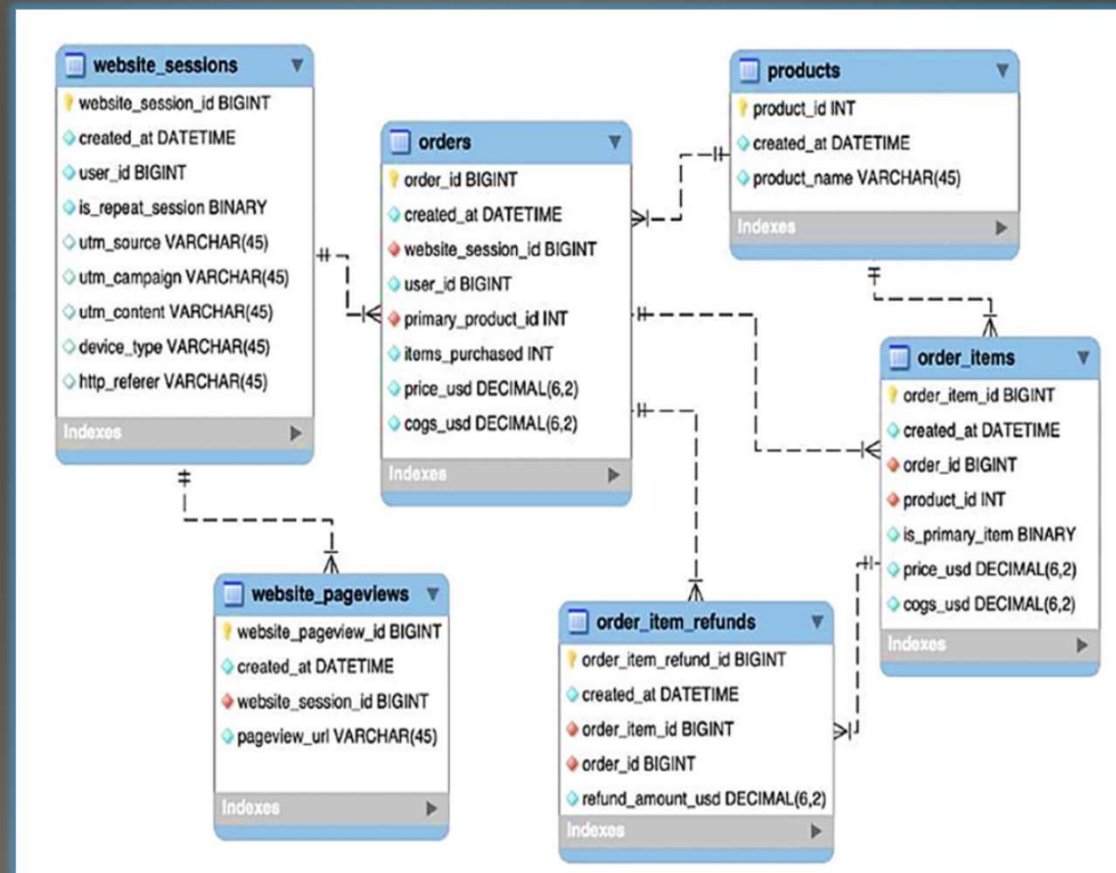 website_sessions
website_session_id BIGINT
created_at DATETIME
user_id BIGINT
is_repeat_session BINARY
utm_source VARCHAR(45)
utm_campaign VARCHAR(45)
utm_content VARCHAR(45)
device_type VARCHAR(45)
http_referer VARCHAR(45)
Indexes
orders
order_id BIGINT
created_at DATETIME
website_session_id BIGINT
user_id BIGINT
primary_product_id INT
items_purchased INT
price_usd DECIMAL(6,2)
cogs_usd DECIMAL(6,2)
Indexes
products
product_id INT
created_at DATETIME
product_name VARCHAR(45)
Indexes
order_items
order_item_id BIGINT
created_at DATETIME
order_id BIGINT
product_id INT
is_primary_item BINARY
price_usd DECIMAL(6,2)
cogs_usd DECIMAL(6,2)
Indexes
website_pageviews
website_pageview_id BIGINT
created_at DATETIME
website_session_id BIGINT
pageview_url VARCHAR(45)
Indexes
order_item_refunds
order_item_refund_id BIGINT
created_at DATETIME
order_item_id BIGINT
order_id BIGINT
refund_amount_usd DECIMAL(6,2)
Indexes